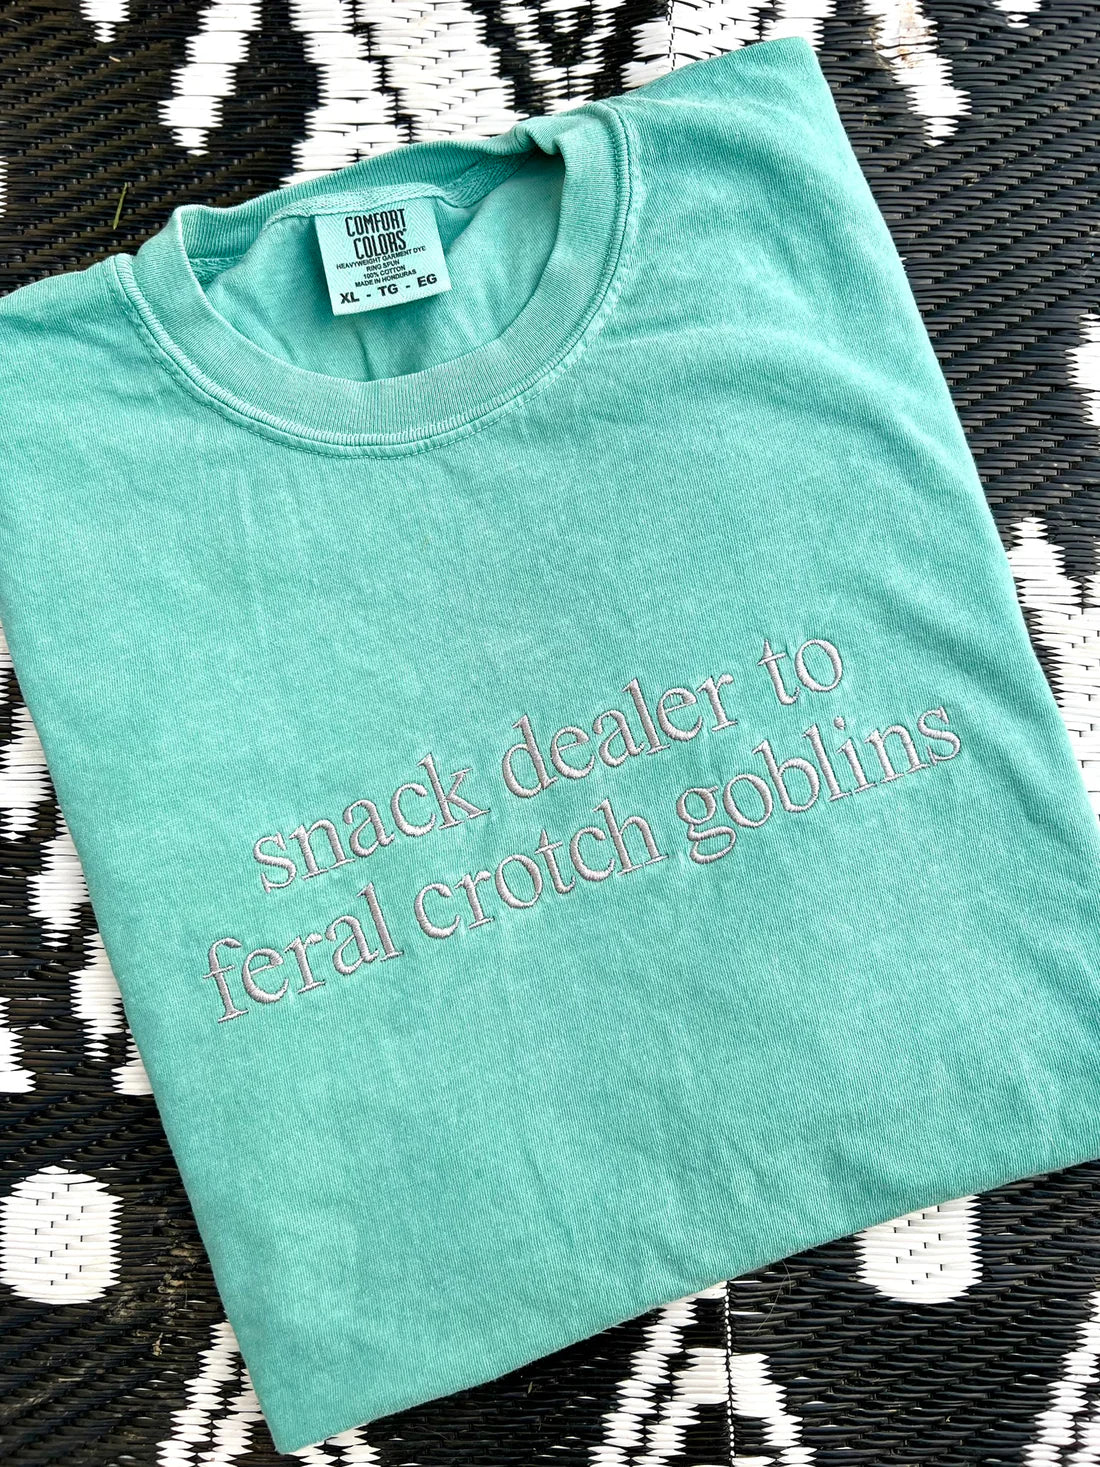 COMFORT
COLORS
HEAVYWEIGHT GARMENT DYE
RING SPUN
100% COTTON
MADE IN HONDURAS
XL - TG - EG
snack dealer to
feral crotch goblins